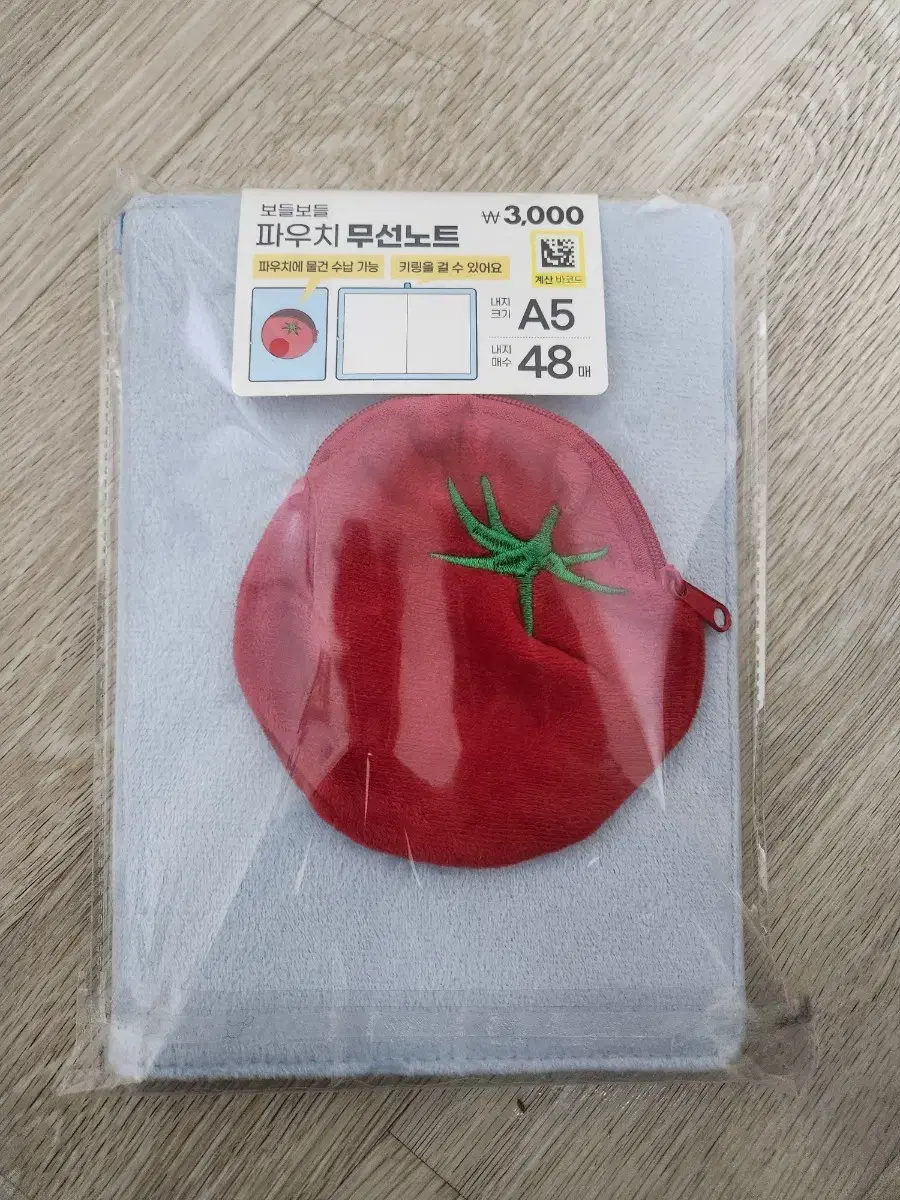 보들보들
파우치 무선노트
₩3,000
파우치에 물건 수납 가능
키링을 걸 수 있어요
계산 바코드
내지
크기
A5
내지
매수
48 매